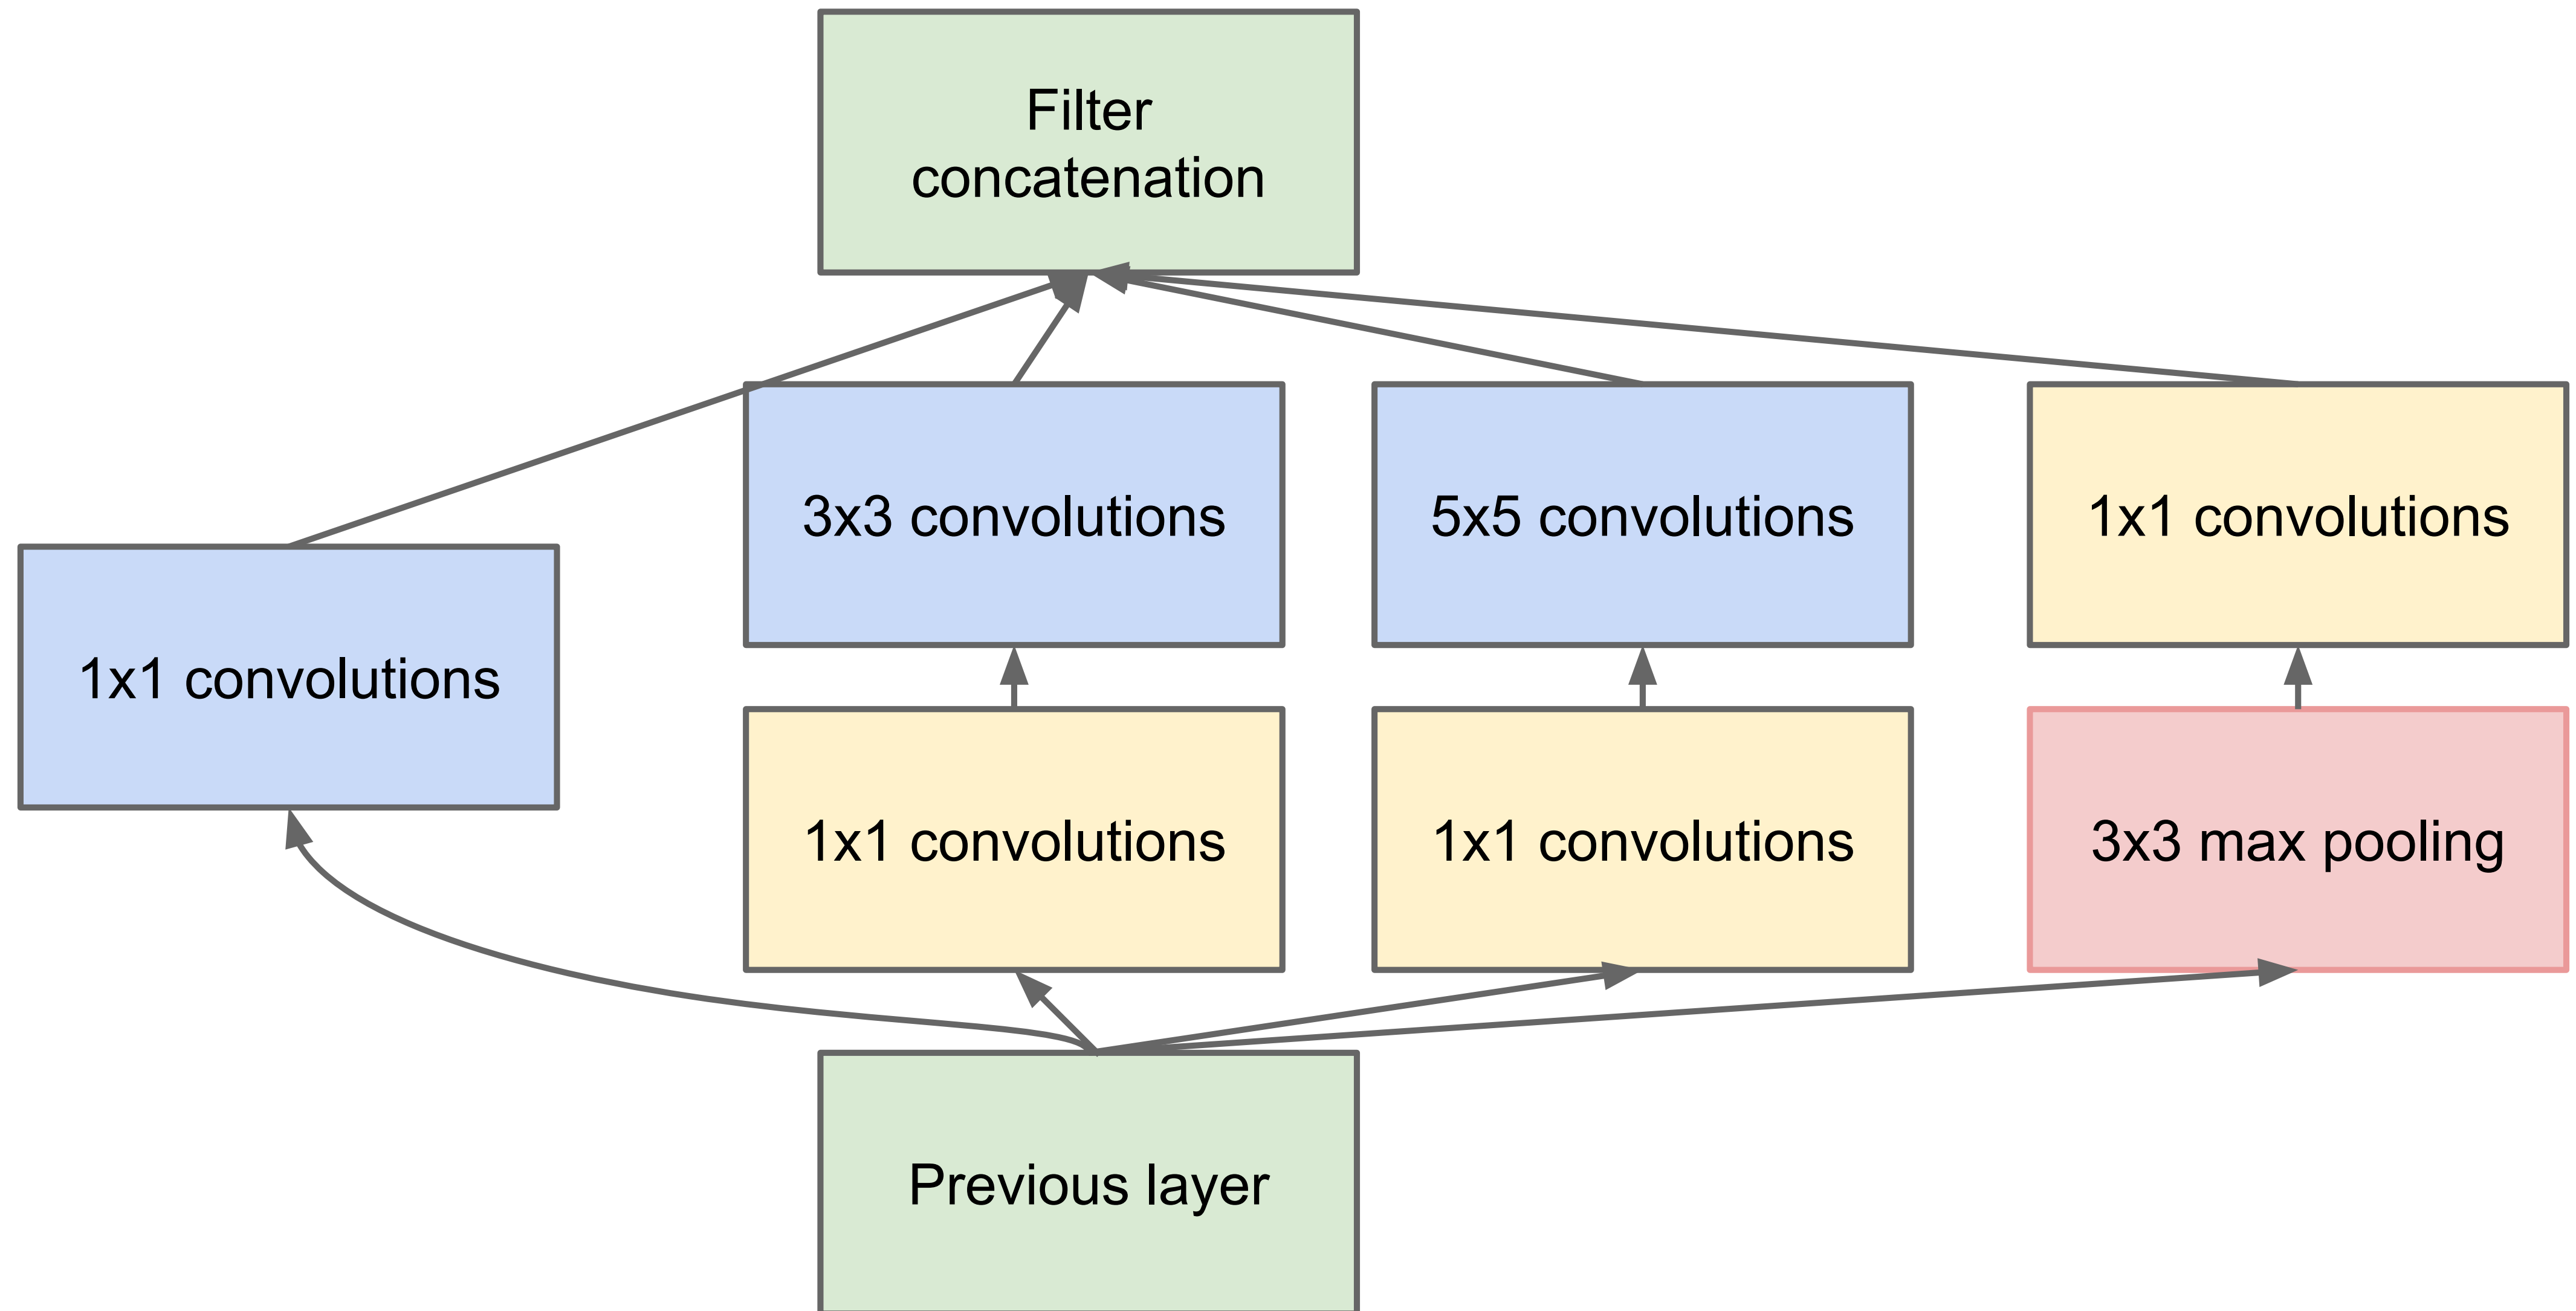 Filter
concatenation
3x3 convolutions
5x5 convolutions
1x1 convolutions
1x1 convolutions
1x1 convolutions
1x1 convolutions
3x3 max pooling
Previous layer